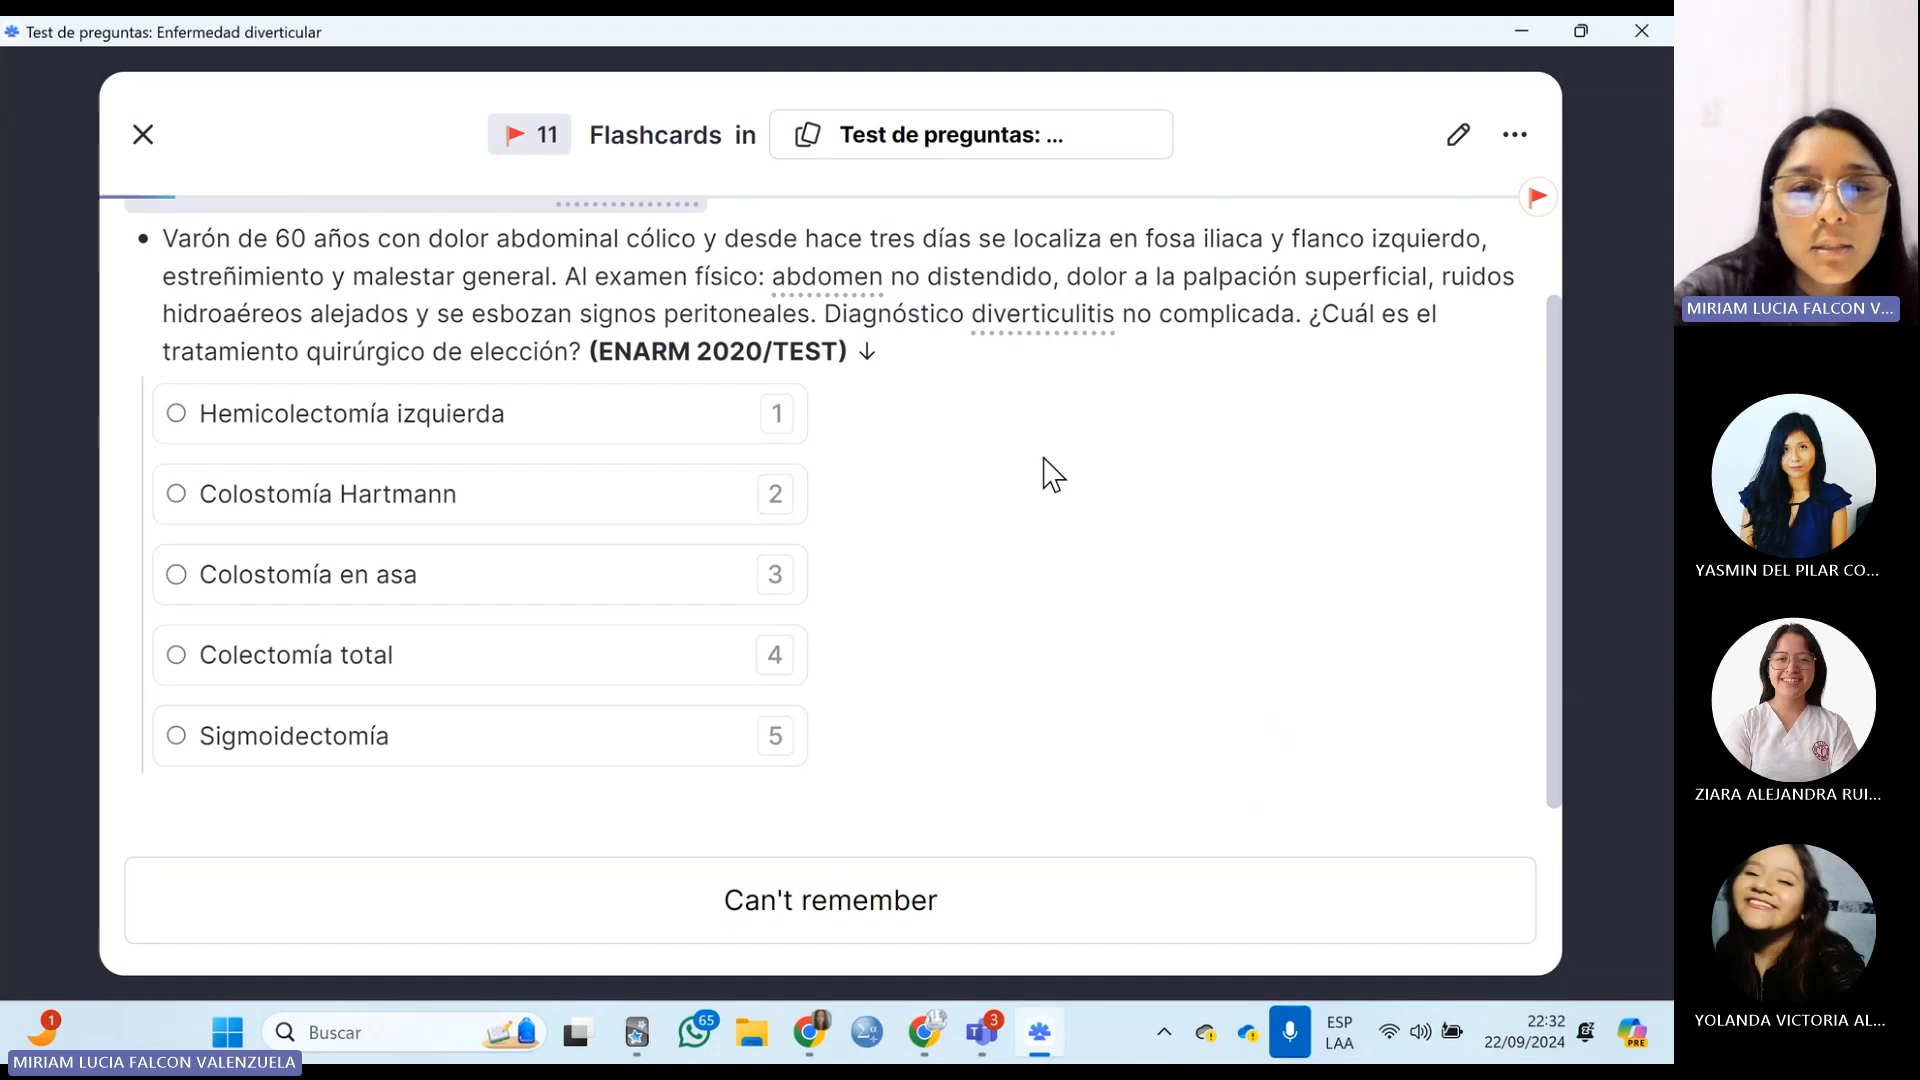 Test de preguntas: Enfermedad diverticular
11 Flashcards in Test de preguntas: ...
Varón de 60 años con dolor abdominal cólico y desde hace tres días se localiza en fosa iliaca y flanco izquierdo,
estreñimiento y malestar general. Al examen físico: abdomen no distendido, dolor a la palpación superficial, ruidos
hidroaéreos alejados y se esbozan signos peritoneales. Diagnóstico diverticulitis no complicada. ¿Cuál es el
tratamiento quirúrgico de elección? (ENARM 2020/TEST) ↓
Hemicolectomía izquierda 1
Colostomía Hartmann 2
Colostomía en asa 3
Colectomía total 4
Sigmoidectomía 5
Can't remember
MIRIAM LUCIA FALCON V...
YASMIN DEL PILAR CO...
ZIARA ALEJANDRA RUI...
YOLANDA VICTORIA AL...
1
Buscar
65
3
ESP
LAA
22:32
22/09/2024
PRE
MIRIAM LUCIA FALCON VALENZUELA